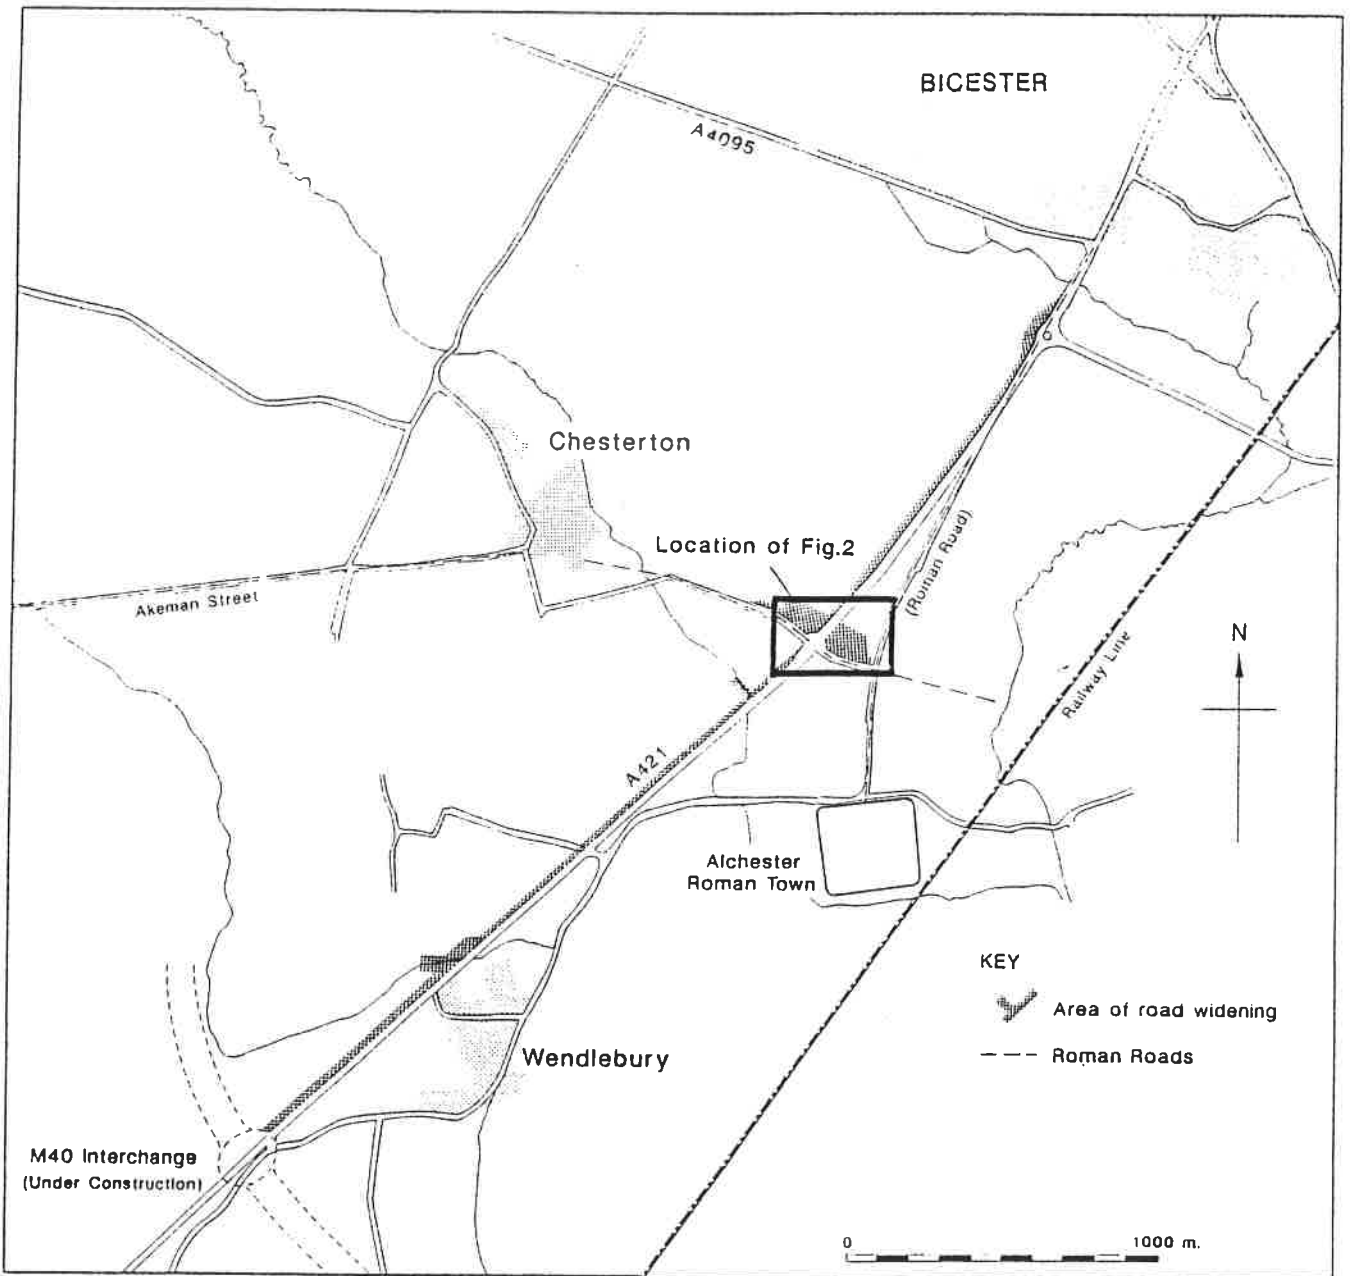 BICESTER
A4095
Chesterton
Location of Fig.2
(Roman Road)
Akeman Street
N
Railway Line
A421
Alchester
Roman Town
KEY
Area of road widening
Roman Roads
Wendlebury
M40 Interchange
(Under Construction)
0 1000 m.